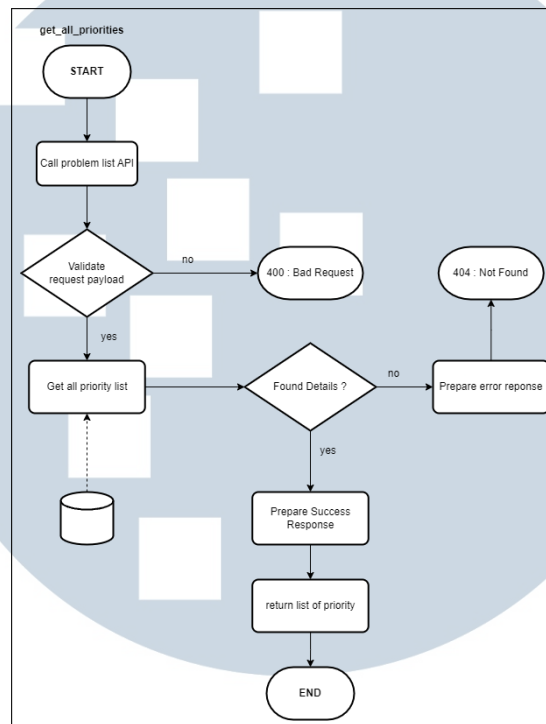 get_all_priorities
START
Call problem list API
Validate
request payload
no
400 : Bad Request
404 : Not Found
yes
Get all priority list
Found Details ?
no
Prepare error reponse
yes
Prepare Success
Response
return list of priority
END